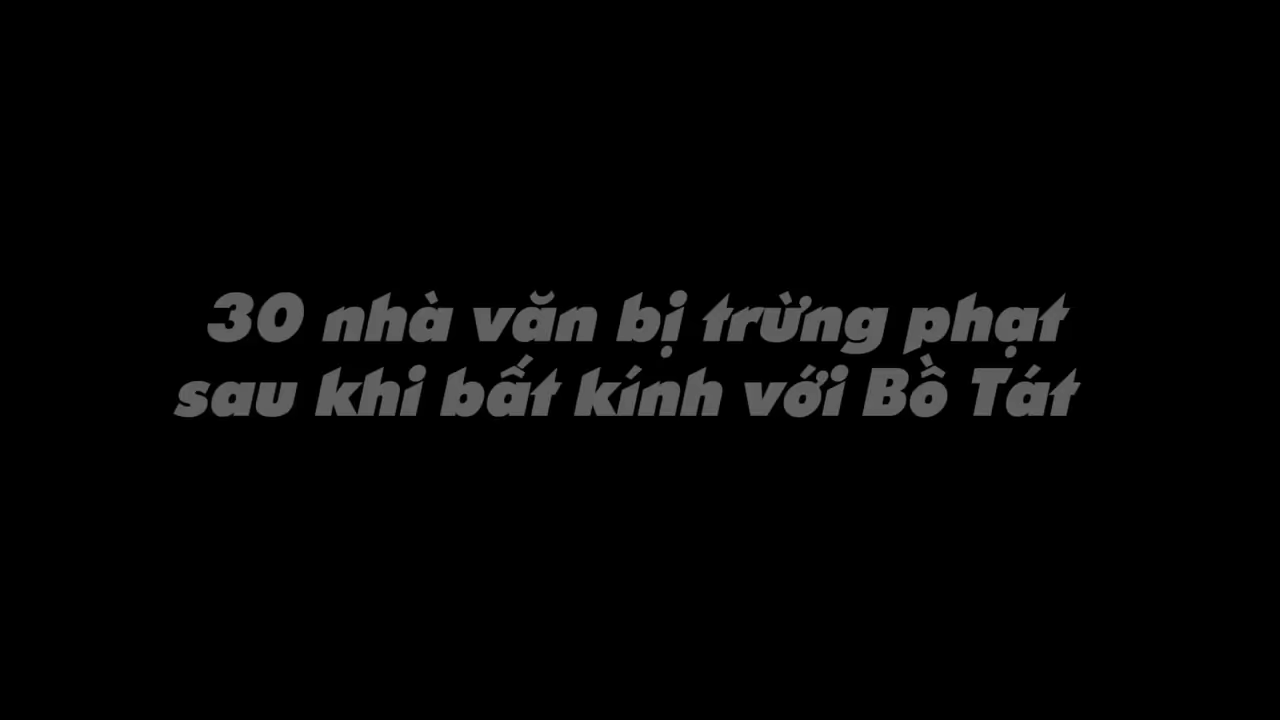 30 nhà văn bị trừng phạt
sau khi bất kính với Bồ Tát